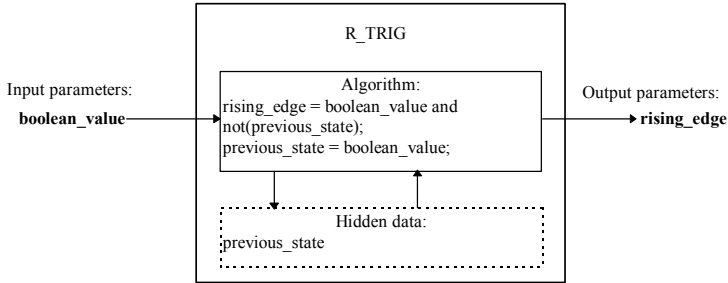 R_TRIG
Input parameters:
boolean_value
Algorithm:
rising_edge = boolean_value and
not(previous_state);
previous_state = boolean_value;
Output parameters:
rising_edge
Hidden data:
previous_state